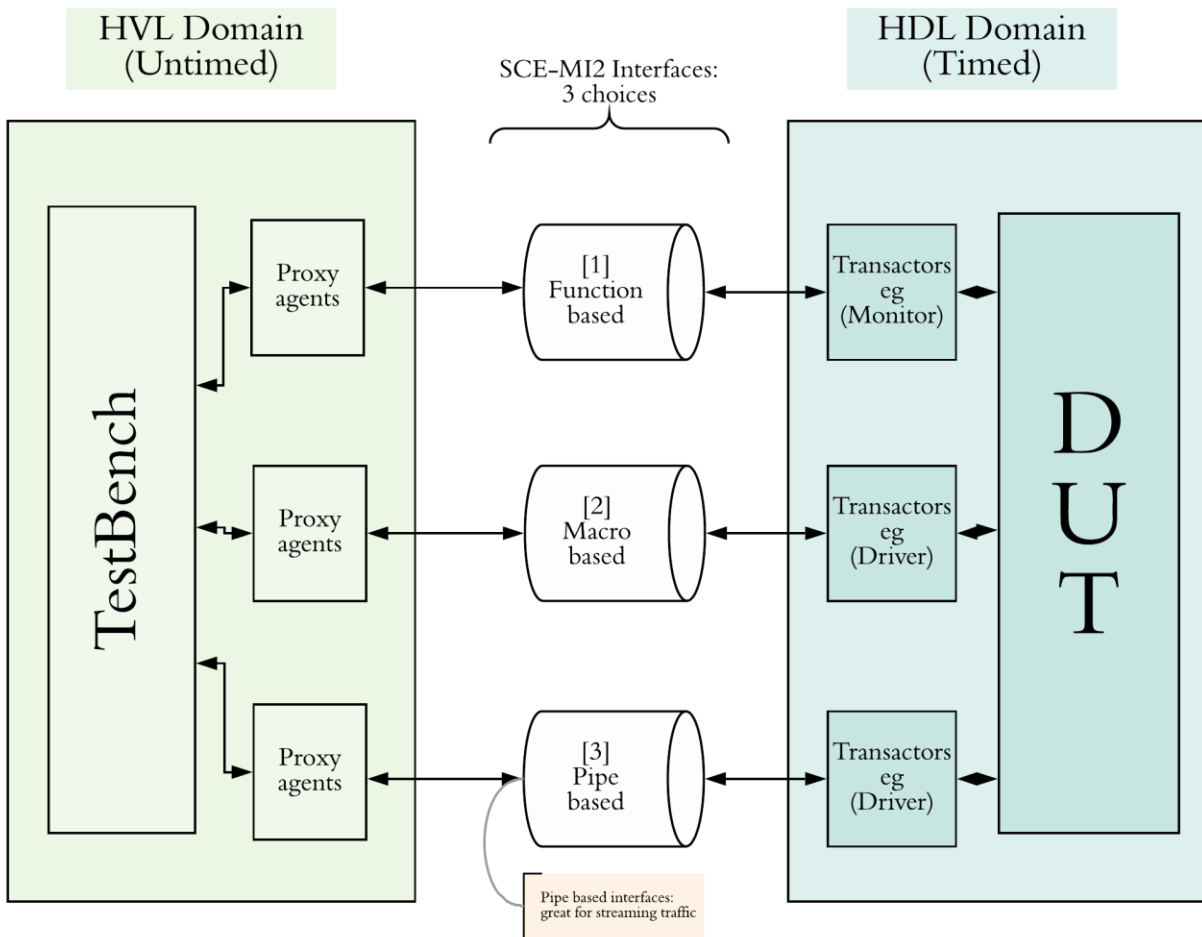 HVL Domain
(Untimed)
SCE-MI2 Interfaces:
3 choices
HDL Domain
(Timed)
TestBench
Proxy
agents
[1]
Function
based
Transactors
eg
(Monitor)
Proxy
agents
[2]
Macro
based
Transactors
eg
(Driver)
Proxy
agents
[3]
Pipe
based
Transactors
eg
(Driver)
D
U
T
Pipe based interfaces:
great for streaming traffic